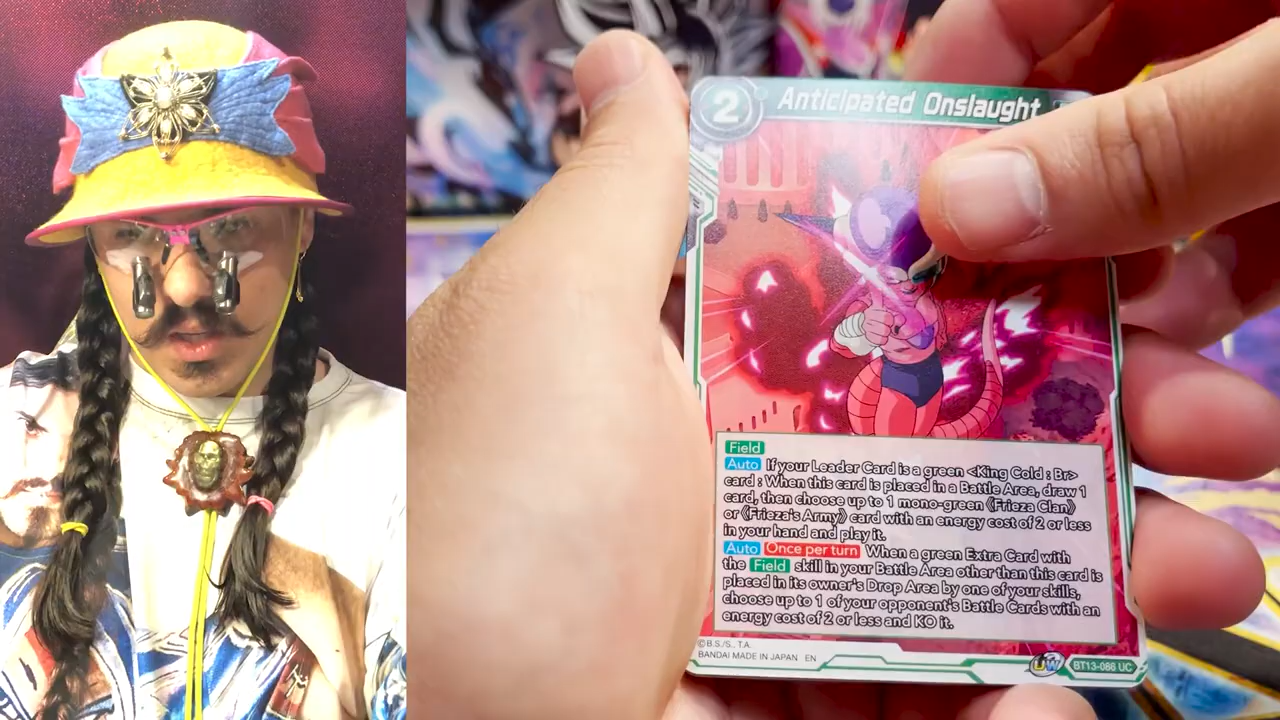 2
Anticipated Onslaught
Field
Auto If your Leader Card is a green <King Cold : Br>
card : When this card is placed in a Battle Area, draw 1
card, then choose up to 1 mono-green 《Frieza Clan》
or 《Frieza's Army》 card with an energy cost of 2 or less
in your hand and play it.
Auto Once per turn When a green Extra Card with
the Field skill in your Battle Area other than this card is
placed in its owner's Drop Area by one of your skills,
choose up to 1 of your opponent's Battle Cards with an
energy cost of 2 or less and KO it.
©B.S./S., T.A.
BANDAI MADE IN JAPAN EN
UW
BT13-086 UC